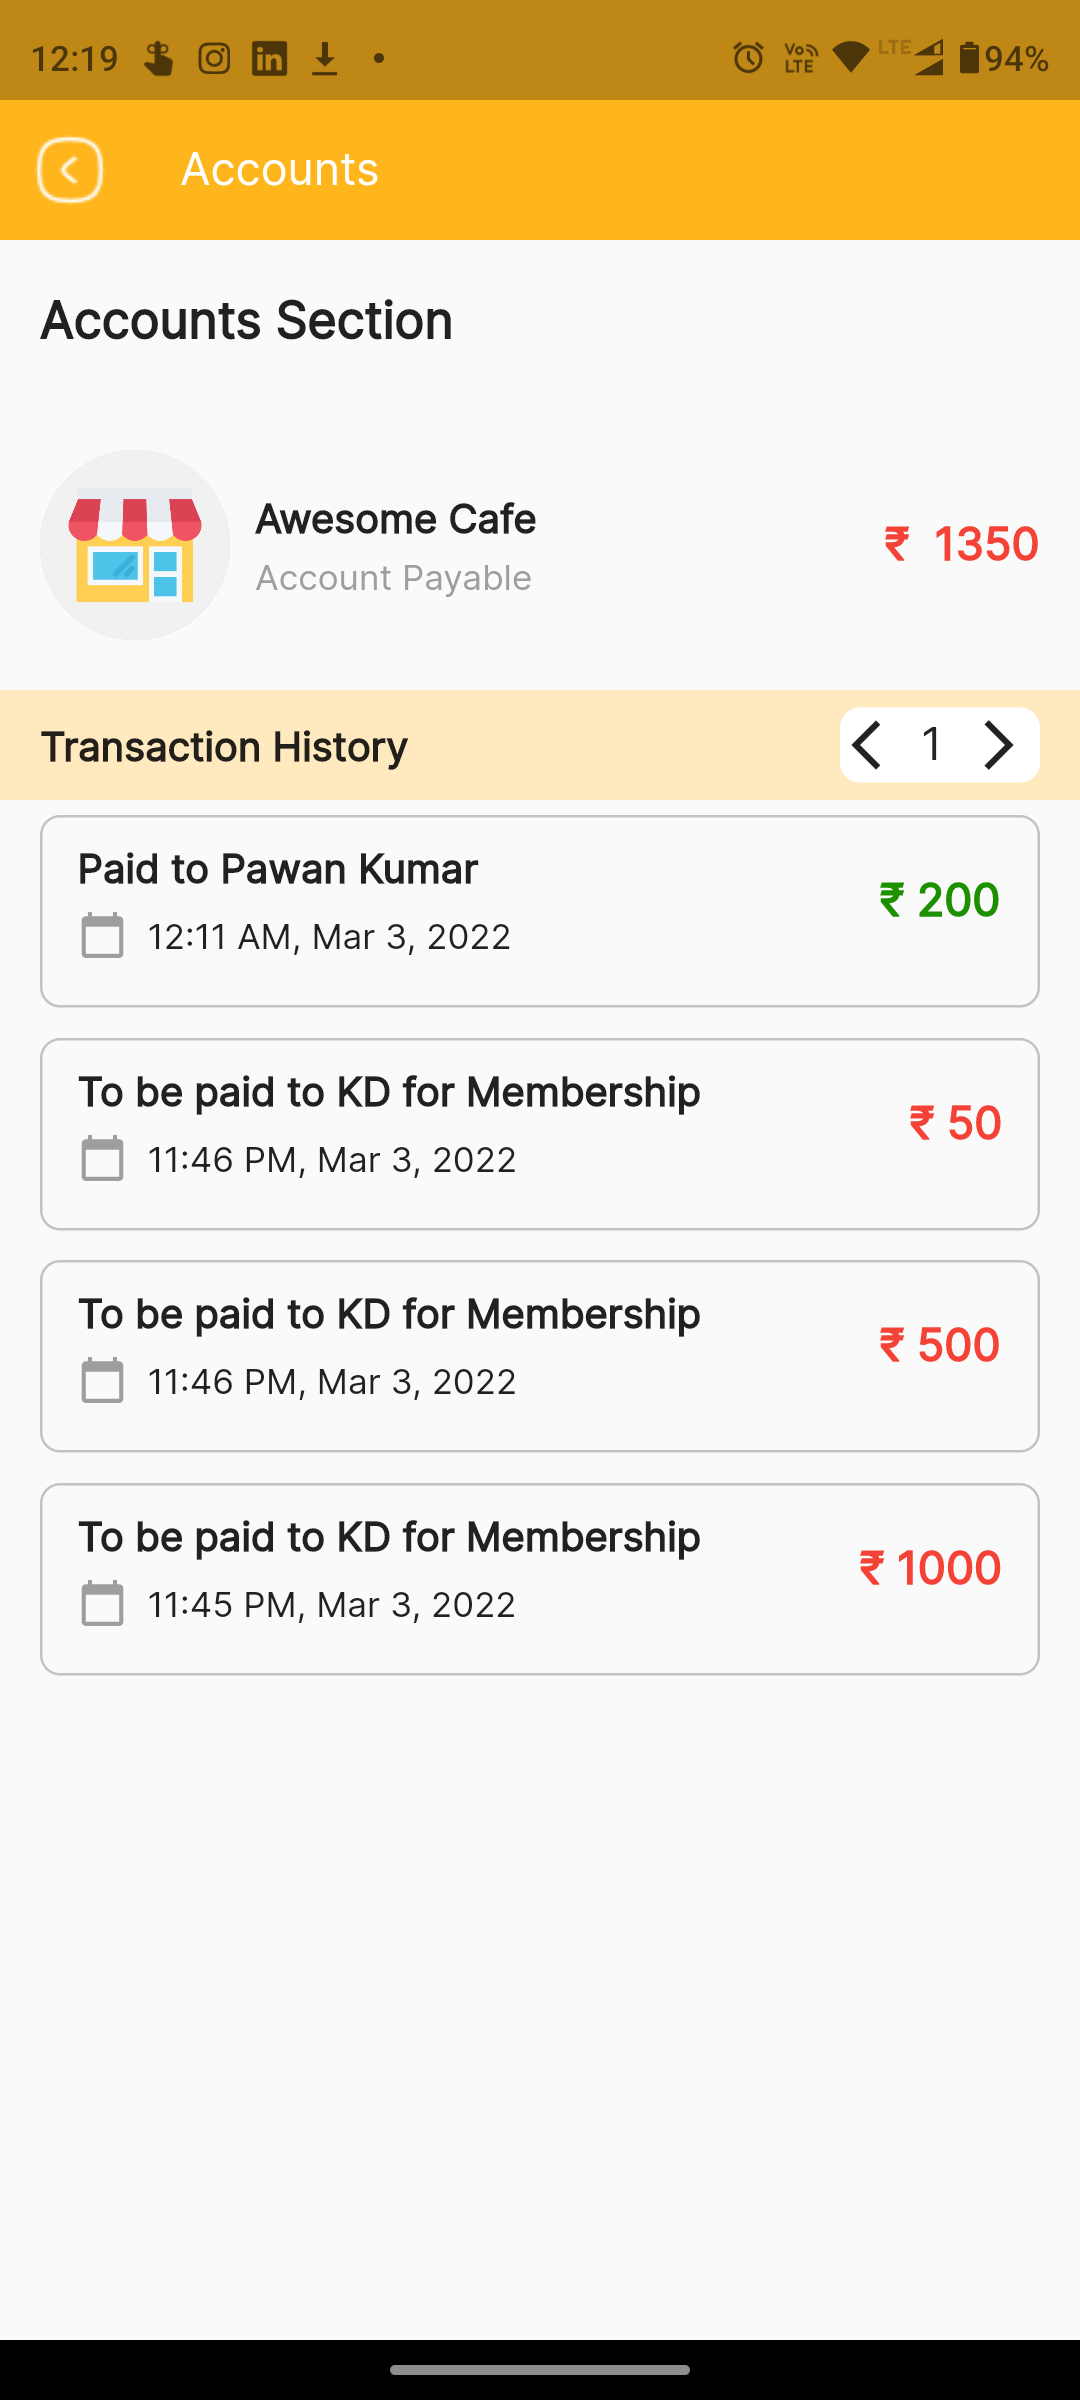 12:19
Vo LTE LTE 94%
Accounts
Accounts Section
Awesome Cafe
Account Payable
₹ 1350
Transaction History
1
Paid to Pawan Kumar
12:11 AM, Mar 3, 2022
₹ 200
To be paid to KD for Membership
11:46 PM, Mar 3, 2022
₹ 50
To be paid to KD for Membership
11:46 PM, Mar 3, 2022
₹ 500
To be paid to KD for Membership
11:45 PM, Mar 3, 2022
₹ 1000